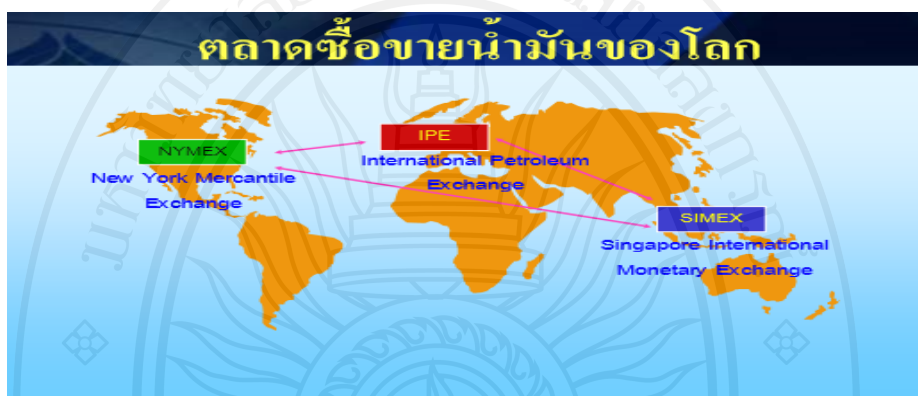 ตลาดซื้อขายน้ำมันของโลก
NYMEX
New York Mercantile
Exchange
IPE
International Petroleum
Exchange
SIMEX
Singapore International
Monetary Exchange